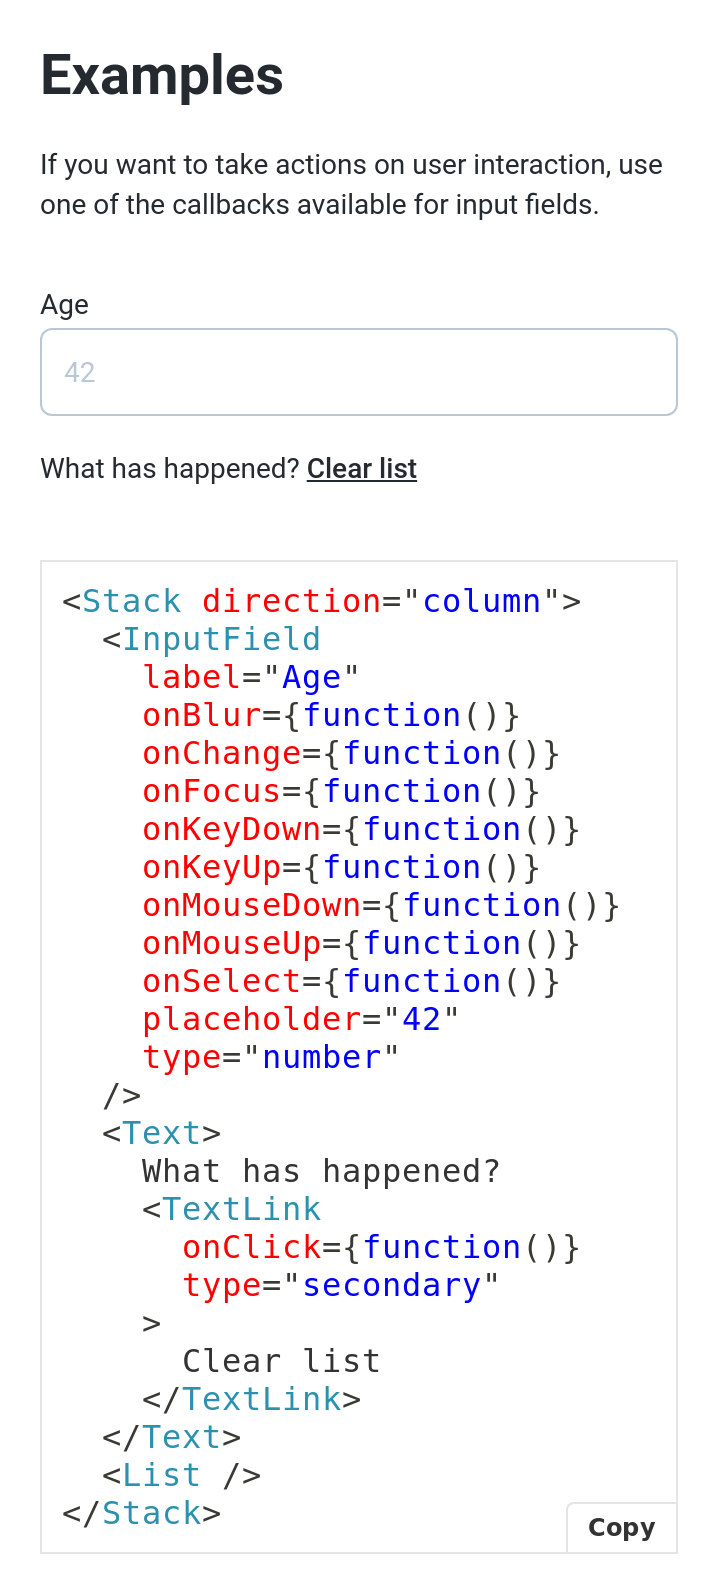 Examples
If you want to take actions on user interaction, use
one of the callbacks available for input fields.
Age
42
What has happened? Clear list
<Stack direction="column">
  <InputField
    label="Age"
    onBlur={function()}
    onChange={function()}
    onFocus={function()}
    onKeyDown={function()}
    onKeyUp={function()}
    onMouseDown={function()}
    onMouseUp={function()}
    onSelect={function()}
    placeholder="42"
    type="number"
  />
  <Text>
    What has happened?
    <TextLink
      onClick={function()}
      type="secondary"
    >
      Clear list
    </TextLink>
  </Text>
  <List />
</Stack>
Copy